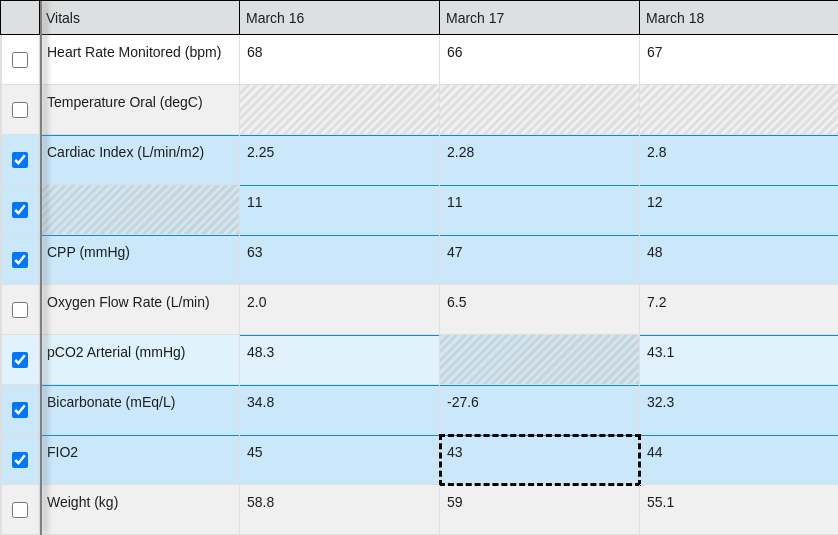 Vitals March 16 March 17 March 18
Heart Rate Monitored (bpm) 68 66 67
Temperature Oral (degC)
Cardiac Index (L/min/m2) 2.25 2.28 2.8
11 11 12
CPP (mmHg) 63 47 48
Oxygen Flow Rate (L/min) 2.0 6.5 7.2
pCO2 Arterial (mmHg) 48.3 43.1
Bicarbonate (mEq/L) 34.8 -27.6 32.3
FIO2 45 43 44
Weight (kg) 58.8 59 55.1